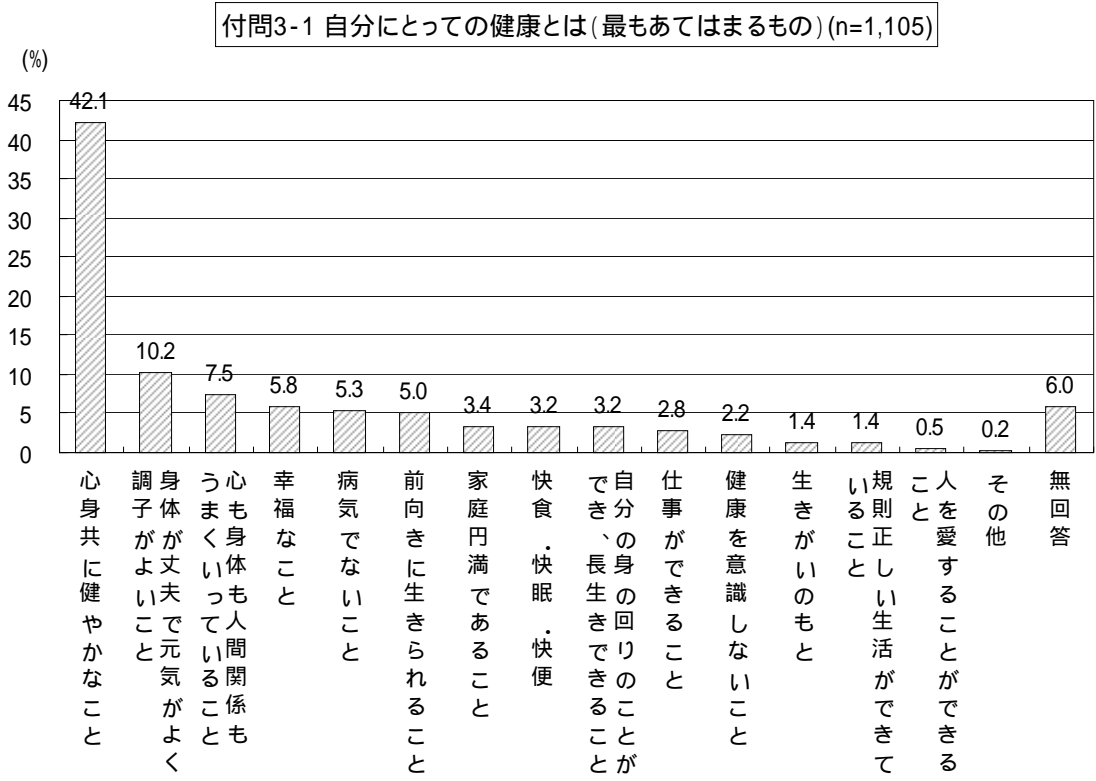 付問3-1 自分にとっての健康とは(最もあてはまるもの)(n=1,105)
(%)
45
40
35
30
25
20
15
10
5
0
42.1
10.2
7.5
5.8
5.3
5.0
3.4
3.2
3.2
2.8
2.2
1.4
1.4
0.5
0.2
6.0
心身共に健やかなこと
身体が丈夫で元気がよく
調子がよいこと
心も身体も人間関係も
うまくいっていること
幸福なこと
病気でないこと
前向きに生きられること
家庭円満であること
快食・快眠・快便
自分の身の回りのことが
でき、長生きできること
仕事ができること
健康を意識しないこと
生きがいのもと
規則正しい生活ができて
いること
人を愛することができる
こと
その他
無回答